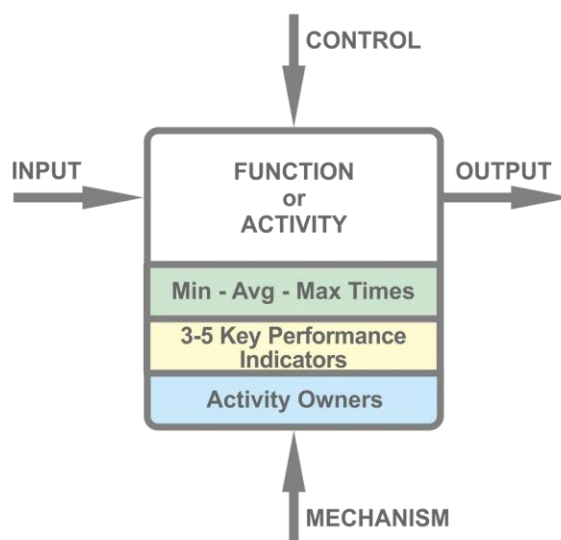 CONTROL
INPUT
FUNCTION
or
ACTIVITY
OUTPUT
Min - Avg - Max Times
3-5 Key Performance
Indicators
Activity Owners
MECHANISM